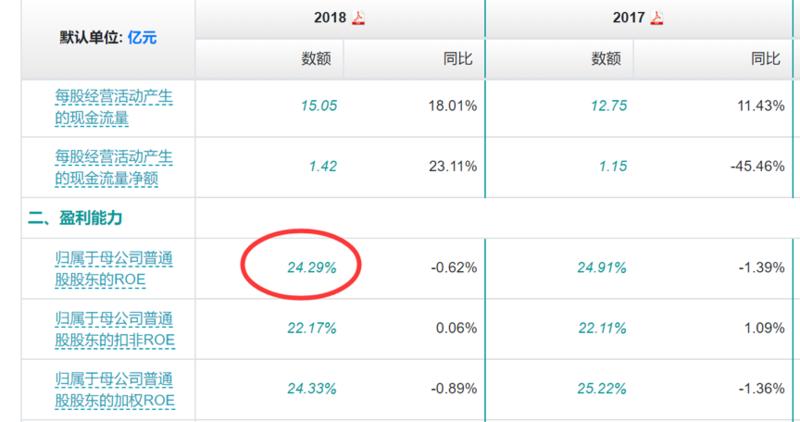 默认单位: 亿元
2018
2017
数额
同比
数额
同比
每股经营活动产生
的现金流量
15.05
18.01%
12.75
11.43%
每股经营活动产生
的现金流量净额
1.42
23.11%
1.15
-45.46%
二、盈利能力
归属于母公司普通
股股东的ROE
24.29%
-0.62%
24.91%
-1.39%
归属于母公司普通
股股东的扣非ROE
22.17%
0.06%
22.11%
1.09%
归属于母公司普通
股股东的加权ROE
24.33%
-0.89%
25.22%
-1.36%